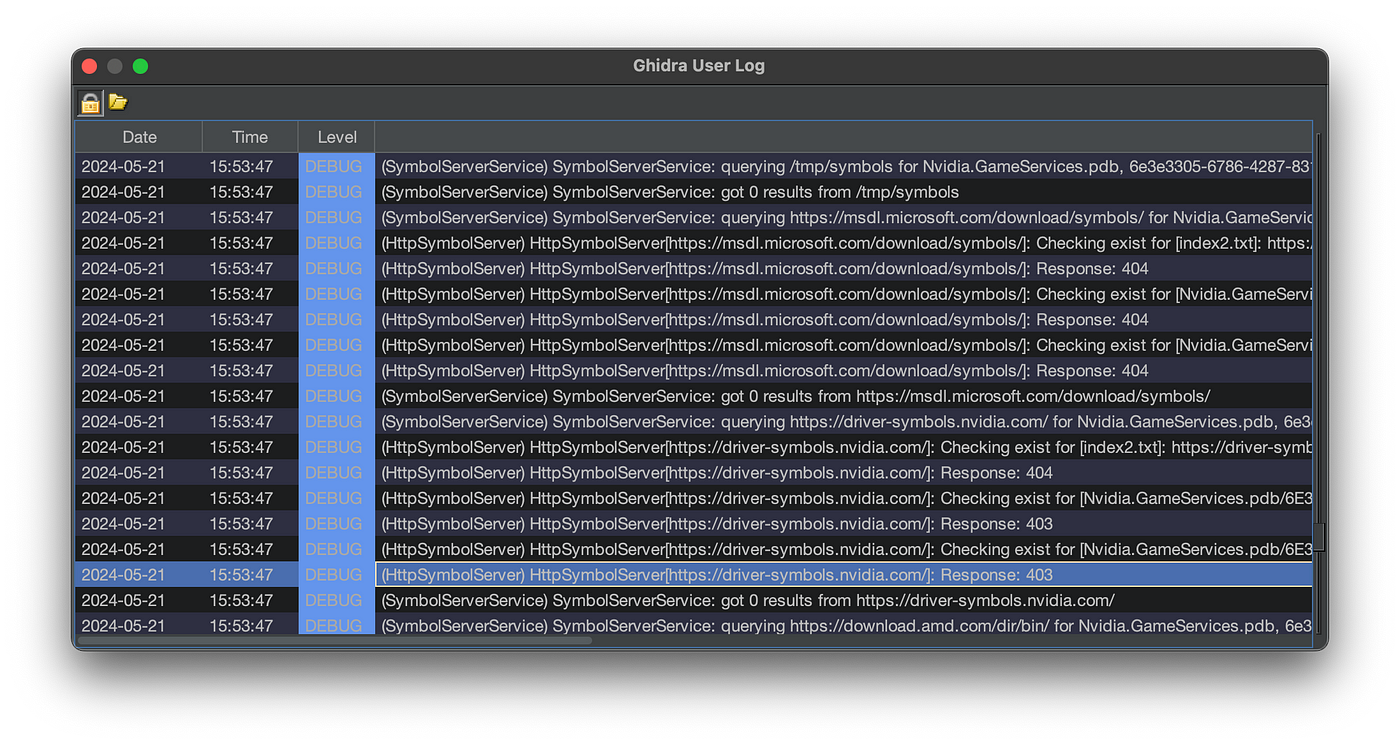 Ghidra User Log
Date Time Level
2024-05-21 15:53:47 DEBUG (SymbolServerService) SymbolServerService: querying /tmp/symbols for Nvidia.GameServices.pdb, 6e3e3305-6786-4287-83
2024-05-21 15:53:47 DEBUG (SymbolServerService) SymbolServerService: got 0 results from /tmp/symbols
2024-05-21 15:53:47 DEBUG (SymbolServerService) SymbolServerService: querying https://msdl.microsoft.com/download/symbols/ for Nvidia.GameServic
2024-05-21 15:53:47 DEBUG (HttpSymbolServer) HttpSymbolServer[https://msdl.microsoft.com/download/symbols/]: Checking exist for [index2.txt]: https:
2024-05-21 15:53:47 DEBUG (HttpSymbolServer) HttpSymbolServer[https://msdl.microsoft.com/download/symbols/]: Response: 404
2024-05-21 15:53:47 DEBUG (HttpSymbolServer) HttpSymbolServer[https://msdl.microsoft.com/download/symbols/]: Checking exist for [Nvidia.GameServi
2024-05-21 15:53:47 DEBUG (HttpSymbolServer) HttpSymbolServer[https://msdl.microsoft.com/download/symbols/]: Response: 404
2024-05-21 15:53:47 DEBUG (HttpSymbolServer) HttpSymbolServer[https://msdl.microsoft.com/download/symbols/]: Checking exist for [Nvidia.GameServi
2024-05-21 15:53:47 DEBUG (HttpSymbolServer) HttpSymbolServer[https://msdl.microsoft.com/download/symbols/]: Response: 404
2024-05-21 15:53:47 DEBUG (SymbolServerService) SymbolServerService: got 0 results from https://msdl.microsoft.com/download/symbols/
2024-05-21 15:53:47 DEBUG (SymbolServerService) SymbolServerService: querying https://driver-symbols.nvidia.com/ for Nvidia.GameServices.pdb, 6e3
2024-05-21 15:53:47 DEBUG (HttpSymbolServer) HttpSymbolServer[https://driver-symbols.nvidia.com/]: Checking exist for [index2.txt]: https://driver-symb
2024-05-21 15:53:47 DEBUG (HttpSymbolServer) HttpSymbolServer[https://driver-symbols.nvidia.com/]: Response: 404
2024-05-21 15:53:47 DEBUG (HttpSymbolServer) HttpSymbolServer[https://driver-symbols.nvidia.com/]: Checking exist for [Nvidia.GameServices.pdb/6E3
2024-05-21 15:53:47 DEBUG (HttpSymbolServer) HttpSymbolServer[https://driver-symbols.nvidia.com/]: Response: 403
2024-05-21 15:53:47 DEBUG (HttpSymbolServer) HttpSymbolServer[https://driver-symbols.nvidia.com/]: Checking exist for [Nvidia.GameServices.pdb/6E3
2024-05-21 15:53:47 DEBUG (HttpSymbolServer) HttpSymbolServer[https://driver-symbols.nvidia.com/]: Response: 403
2024-05-21 15:53:47 DEBUG (SymbolServerService) SymbolServerService: got 0 results from https://driver-symbols.nvidia.com/
2024-05-21 15:53:47 DEBUG (SymbolServerService) SymbolServerService: querying https://download.amd.com/dir/bin/ for Nvidia.GameServices.pdb, 6e3